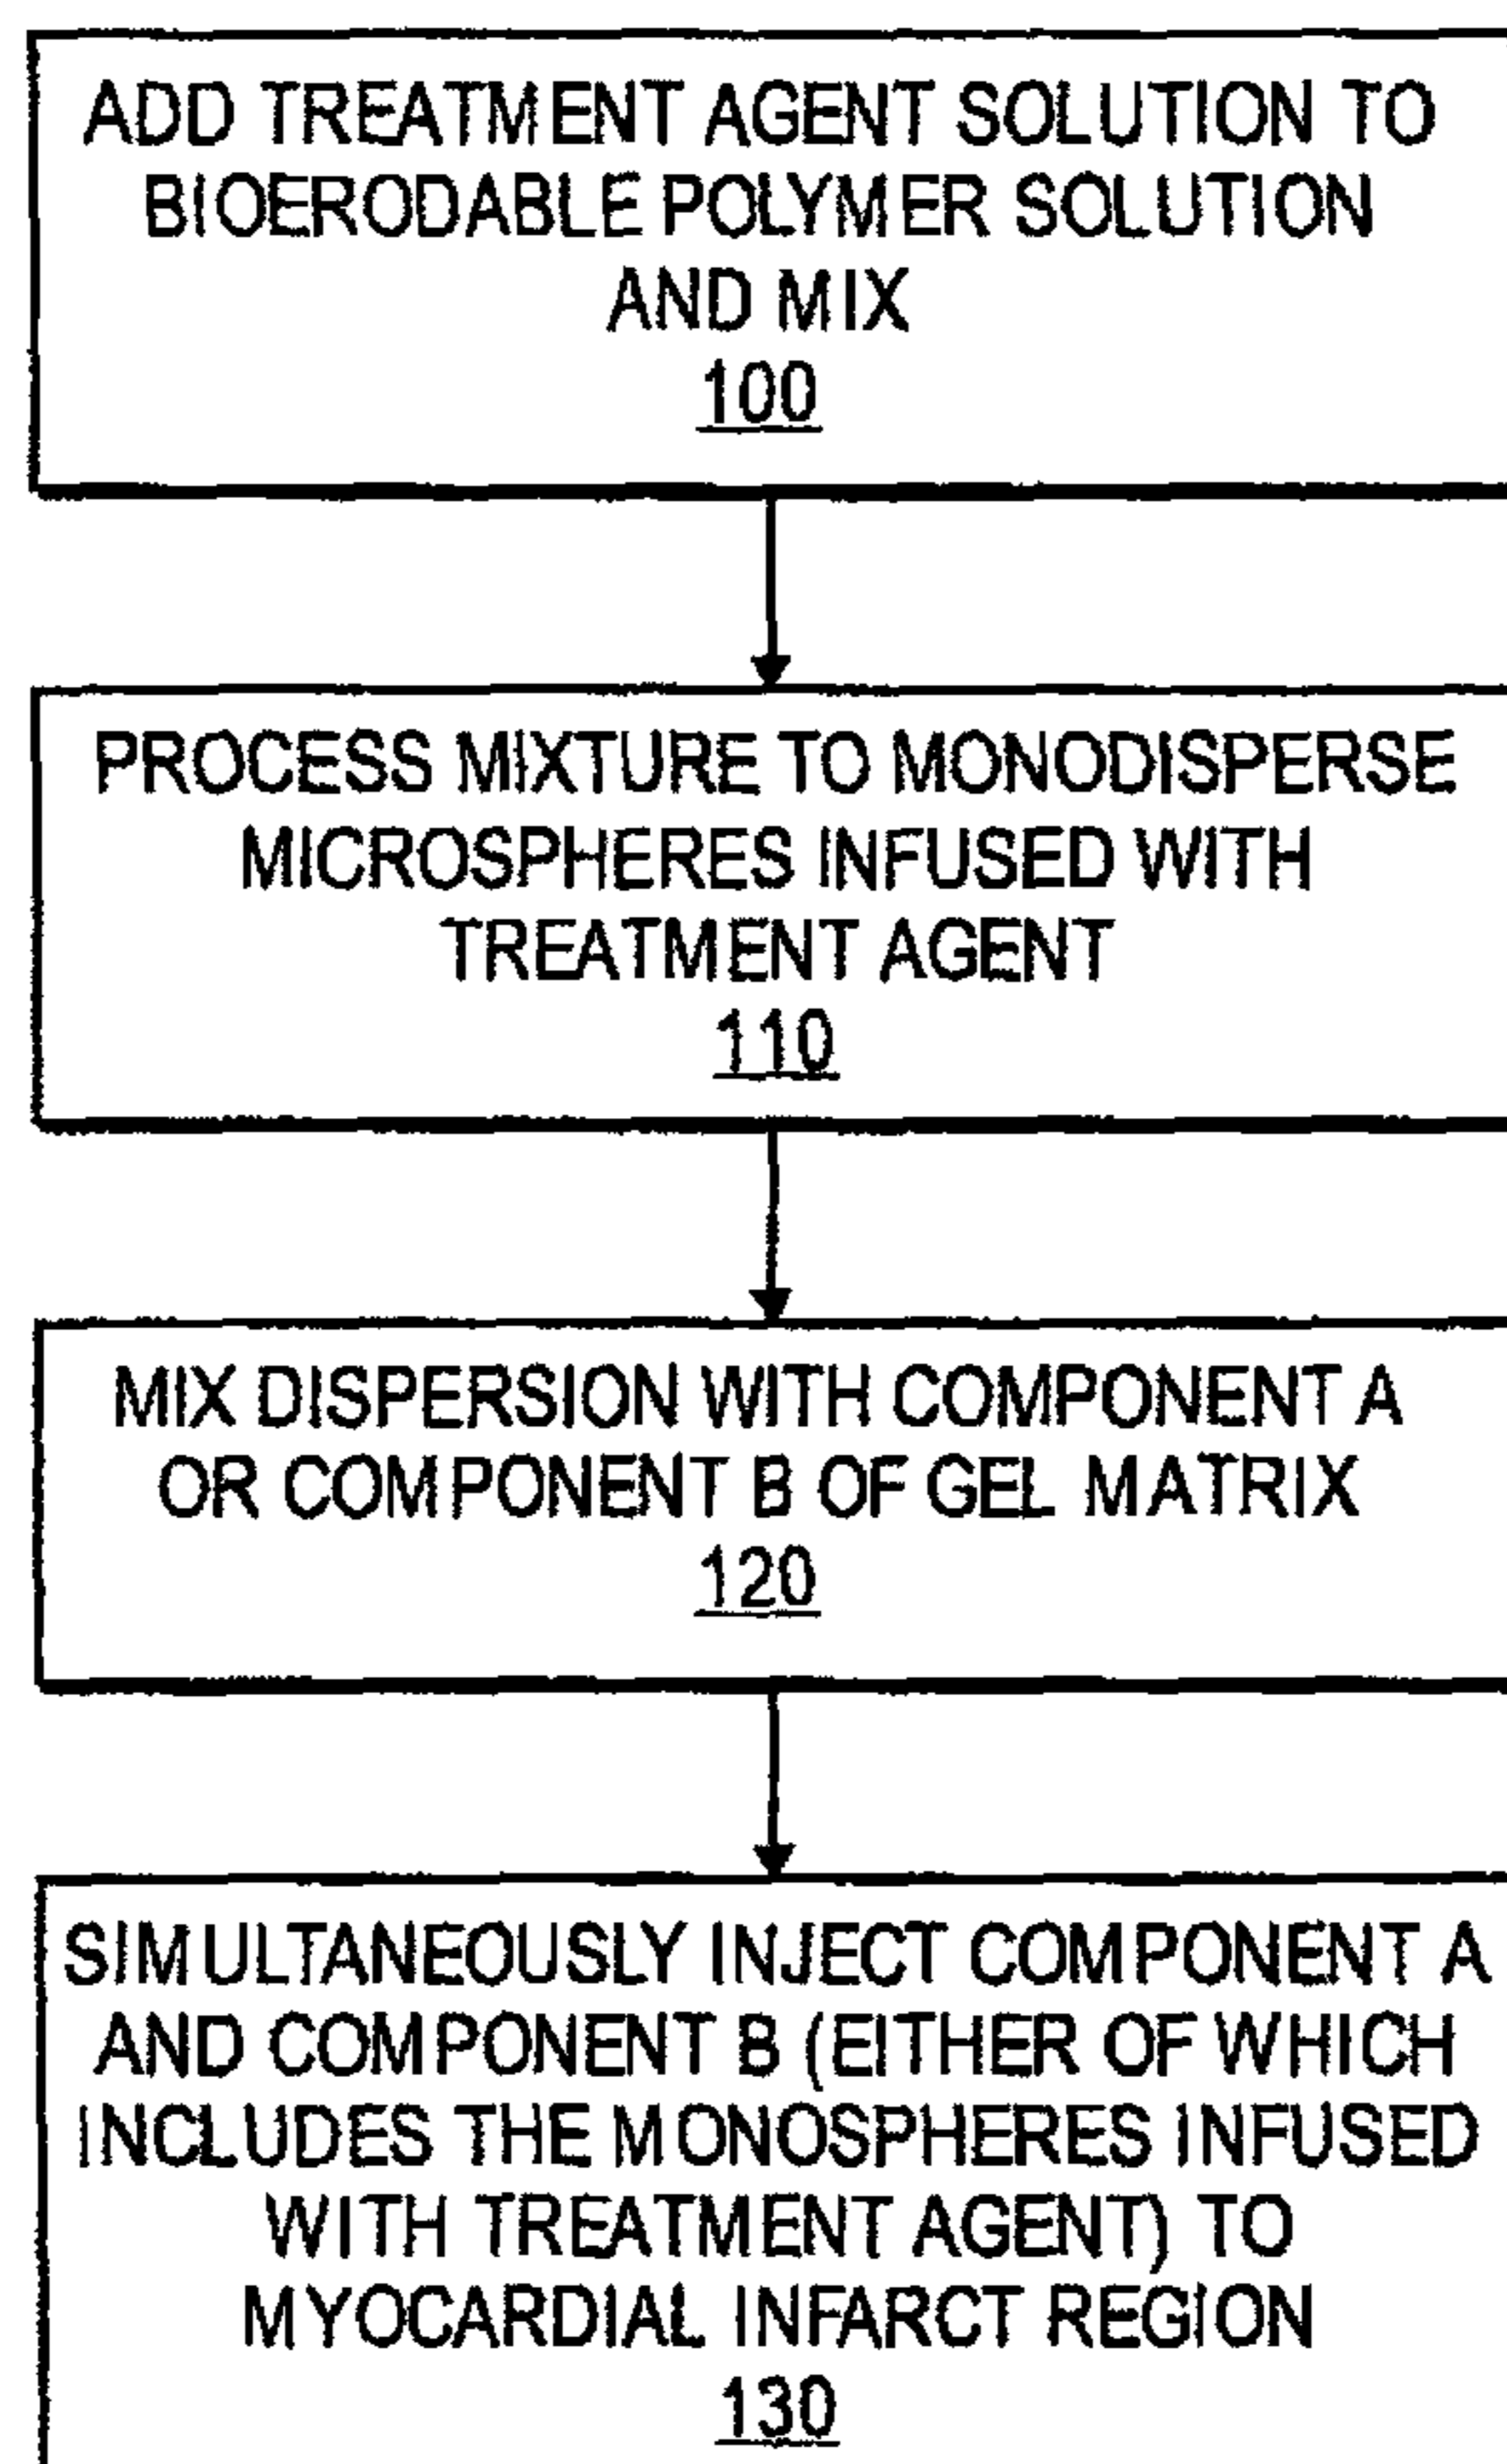 ADD TREATMENT AGENT SOLUTION TO
BIOERODABLE POLYMER SOLUTION
AND MIX
100
PROCESS MIXTURE TO MONODISPERSE
MICROSPHERES INFUSED WITH
TREATMENT AGENT
110
MIX DISPERSION WITH COMPONENT A
OR COMPONENT B OF GEL MATRIX
120
SIMULTANEOUSLY INJECT COMPONENT A
AND COMPONENT B (EITHER OF WHICH
INCLUDES THE MONOSPHERES INFUSED
WITH TREATMENT AGENT) TO
MYOCARDIAL INFARCT REGION
130